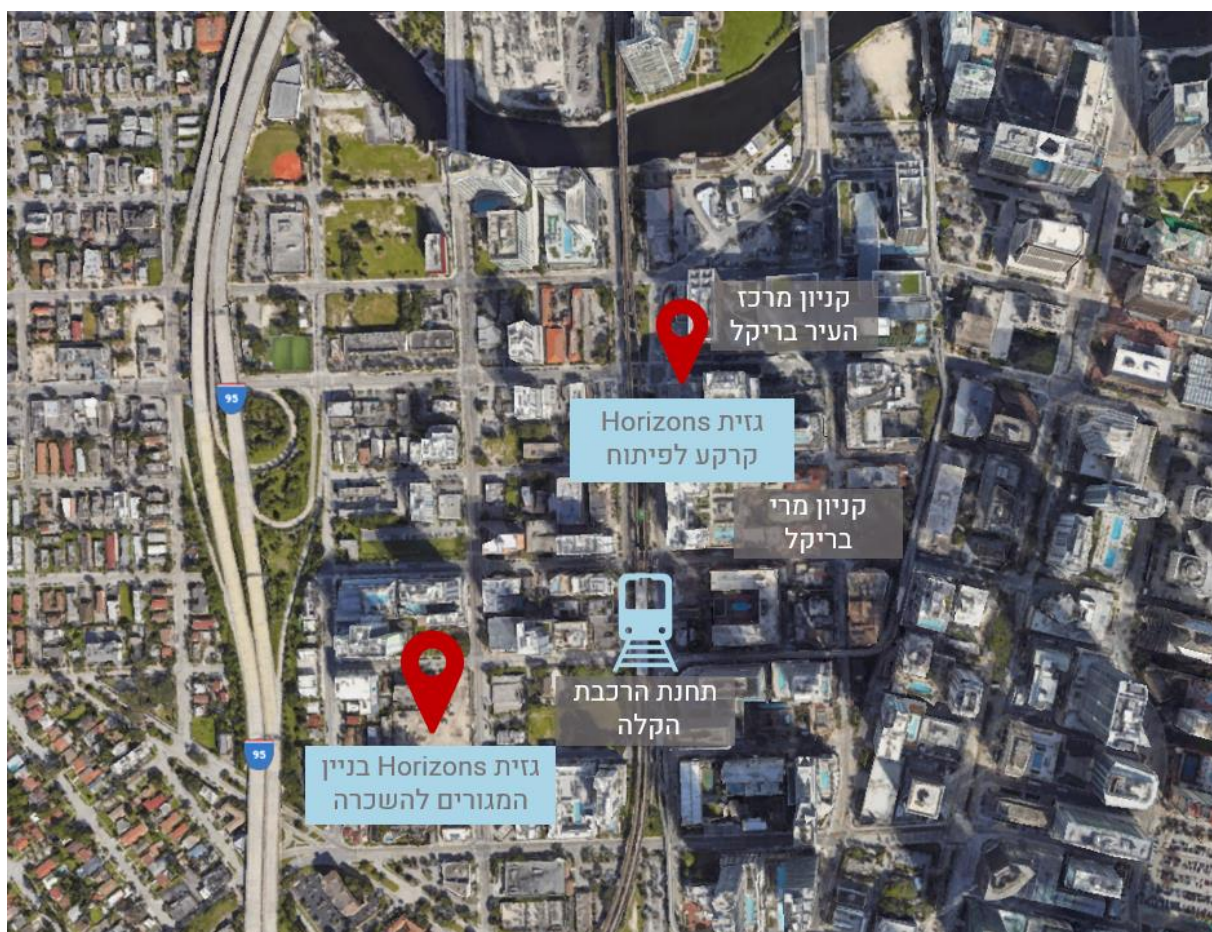 קניון מרכז
העיר בריקל
95
גזית Horizons
קרקע לפיתוח
קניון מרי
בריקל
תחנת הרכבת
הקלה
95
גזית Horizons בניין
המגורים להשכרה